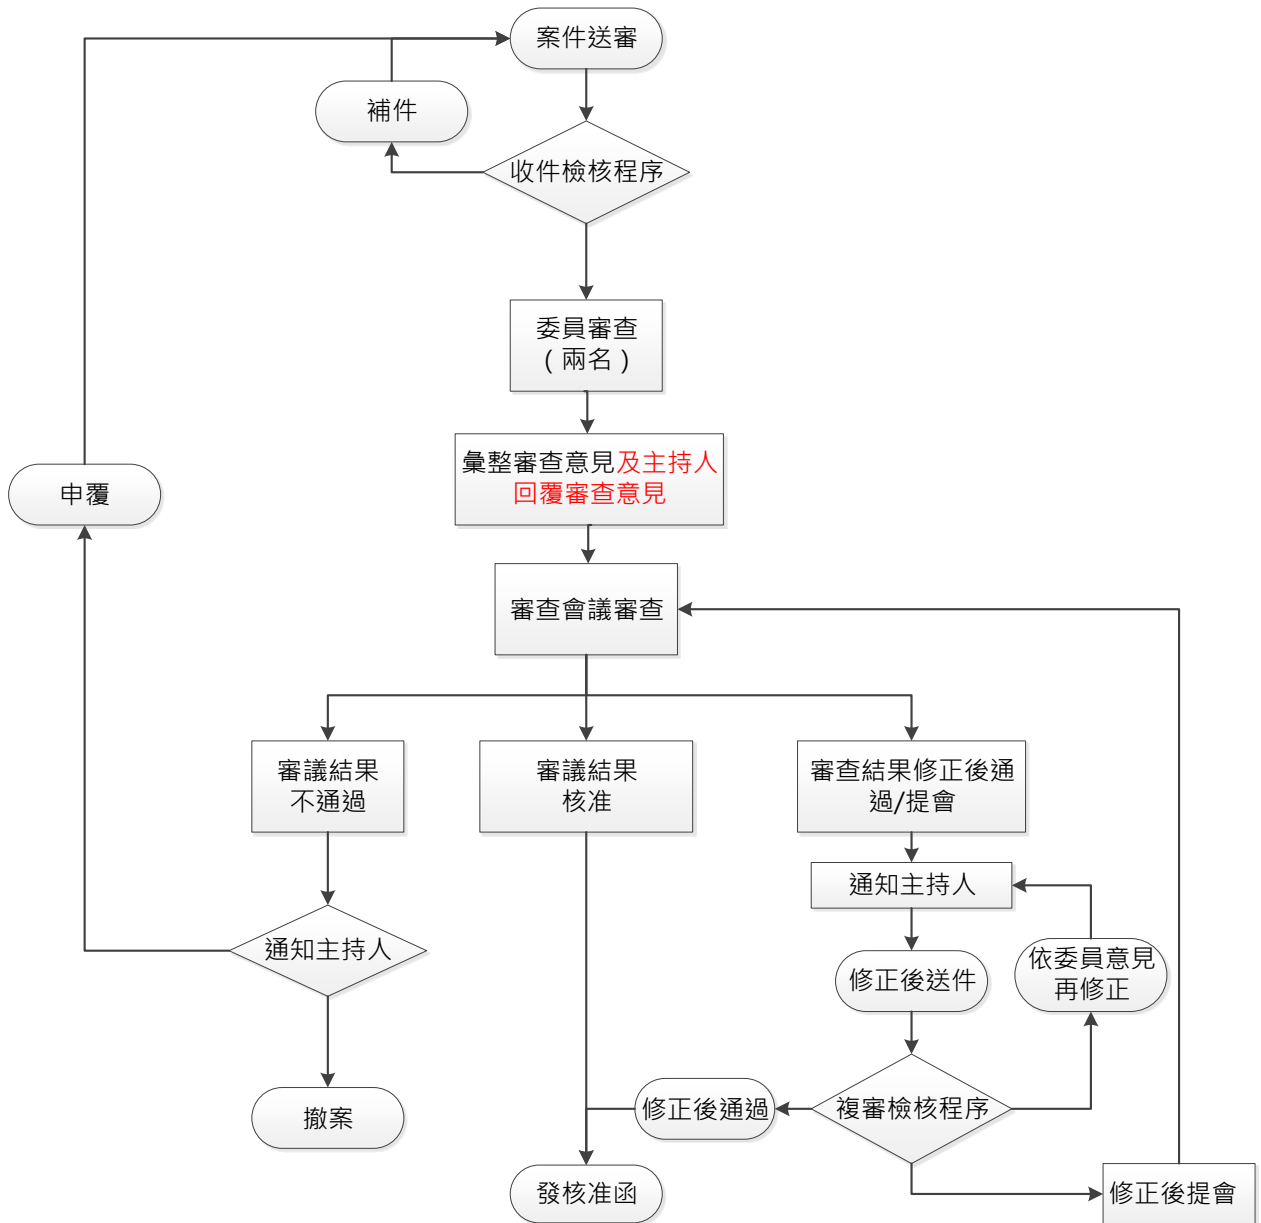 案件送審
補件
收件檢核程序
委員審查
（兩名）
彙整審查意見及主持人
回覆審查意見
申覆
審查會議審查
審議結果
不通過
審議結果
核准
審查結果修正後通
過/提會
通知主持人
通知主持人
修正後送件
依委員意見
再修正
撤案
修正後通過
複審檢核程序
發核准函
修正後提會